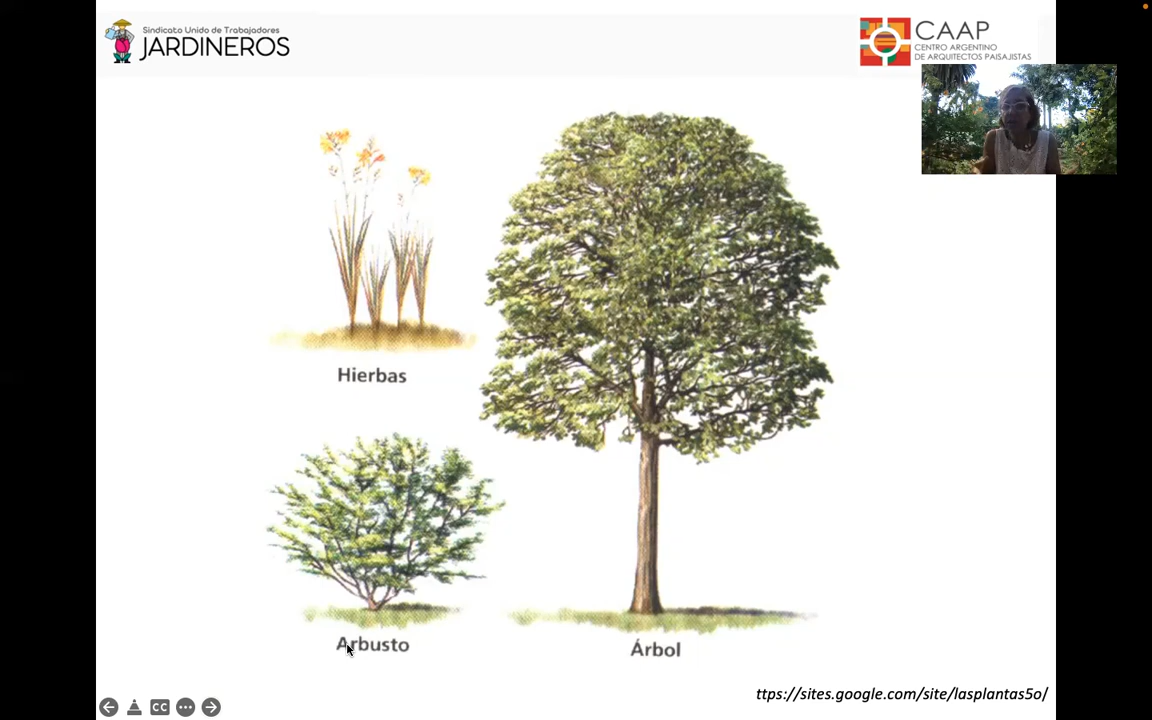 Sindicato Unido de Trabajadores
JARDINEROS
CAAP
CENTRO ARGENTINO
DE ARQUITECTOS PAISAJISTAS
Hierbas
Arbusto
Árbol
ttps://sites.google.com/site/lasplantas5o/
CC